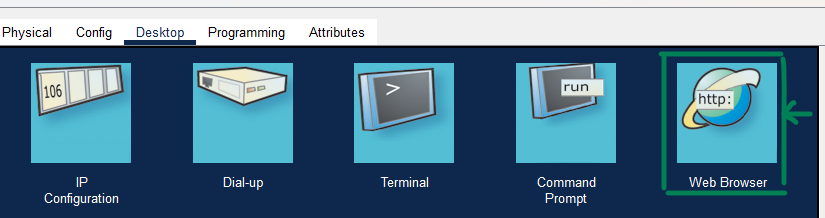 Physical Config Desktop Programming Attributes
106
>
run
http:
IP
Configuration
Dial-up
Terminal
Command
Prompt
Web Browser